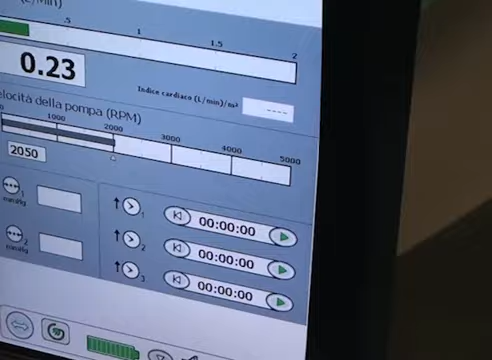 (L/min)
.5 1 1.5 2
0.23
Indice cardiaco (L/min)/m²
----
elocità della pompa (RPM)
0 1000 2000 3000 4000 5000
2050
1
mmHg
2
mmHg
1 00:00:00
2 00:00:00
3 00:00:00